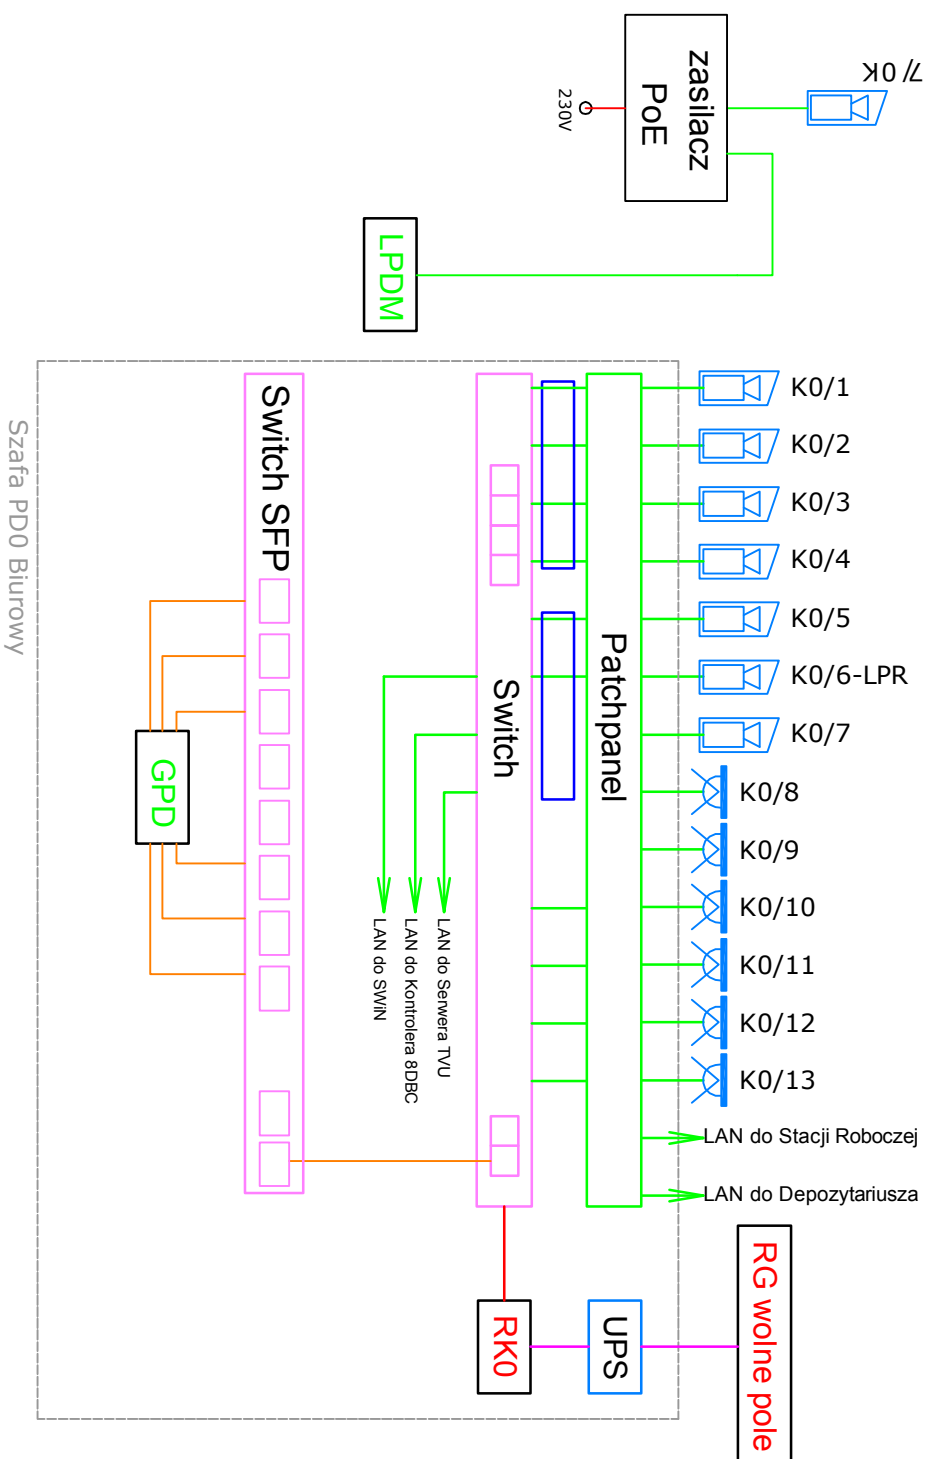 7/0K
zasilacz
PoE
230V
LPDM
K0/1
K0/2
K0/3
K0/4
K0/5
K0/6-LPR
K0/7
K0/8
K0/9
K0/10
K0/11
K0/12
K0/13
LAN do Stacji Roboczej
LAN do Depozytariusza
Patchpanel
Switch
Switch SFP
GPD
LAN do Serwera TVU
LAN do Kontrolera 8DBC
LAN do SWiN
RG wolne pole
UPS
RK0
Szafa PD0 Biurowy